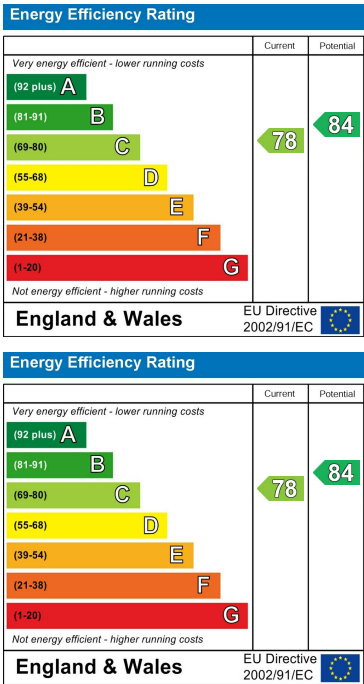 Energy Efficiency Rating
Current Potential
Very energy efficient - lower running costs
(92 plus) A
(81-91) B
84
(69-80) C
78
(55-68) D
(39-54) E
(21-38) F
(1-20) G
Not energy efficient - higher running costs
England & Wales
EU Directive
2002/91/EC
Energy Efficiency Rating
Current Potential
Very energy efficient - lower running costs
(92 plus) A
(81-91) B
84
(69-80) C
78
(55-68) D
(39-54) E
(21-38) F
(1-20) G
Not energy efficient - higher running costs
England & Wales
EU Directive
2002/91/EC